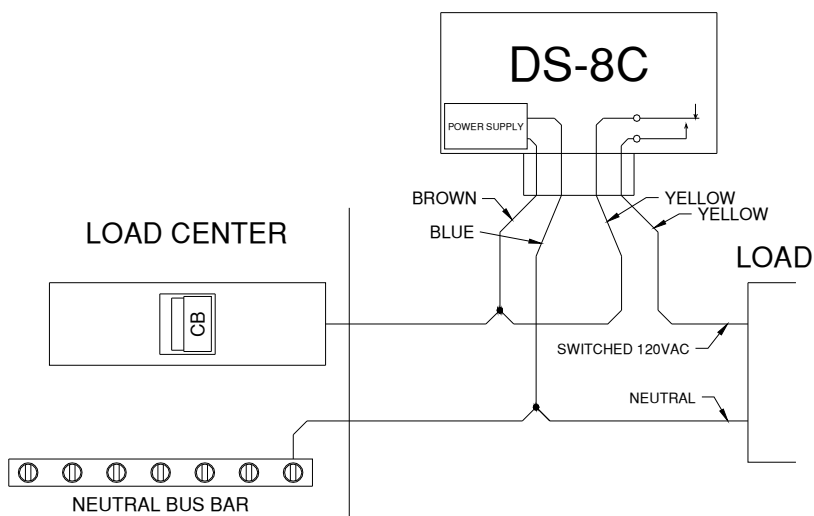 DS-8C
POWER SUPPLY
BROWN
YELLOW
YELLOW
BLUE
LOAD CENTER
LOAD
CB
SWITCHED 120VAC
NEUTRAL
NEUTRAL BUS BAR